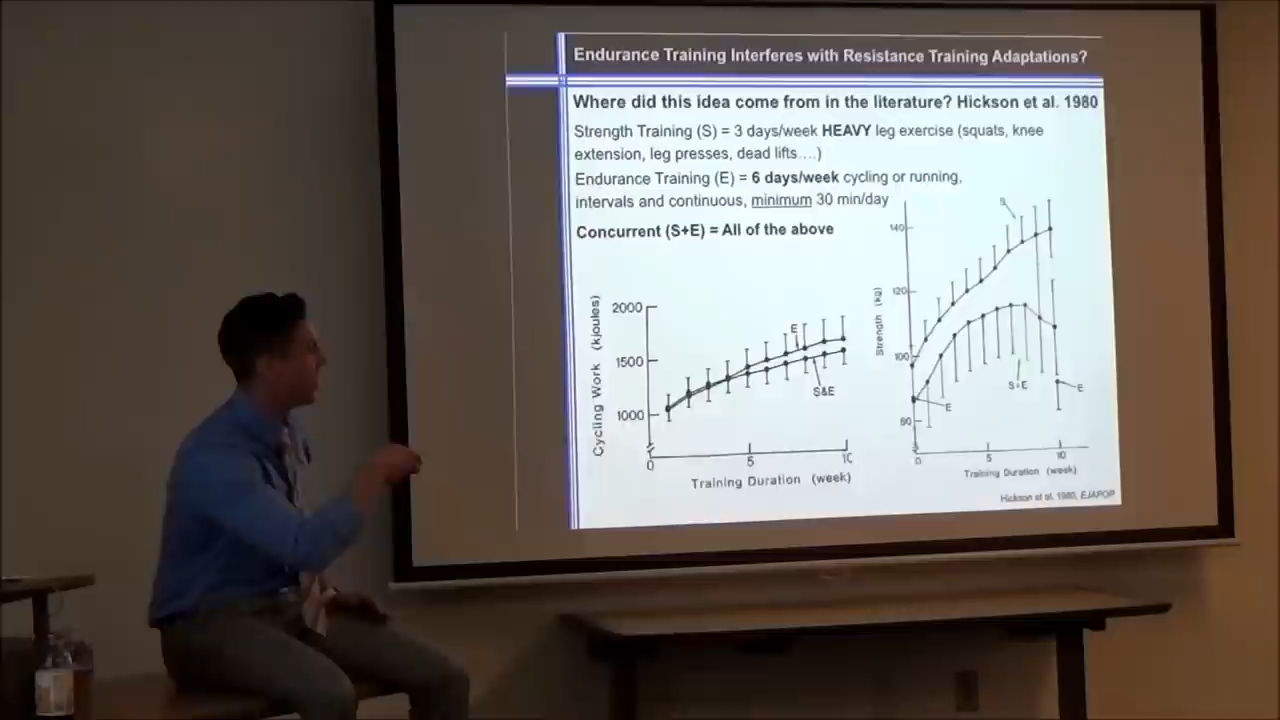 Endurance Training Interferes with Resistance Training Adaptations?
Where did this idea come from in the literature? Hickson et al. 1980
Strength Training (S) = 3 days/week HEAVY leg exercise (squats, knee
extension, leg presses, dead lifts....)
Endurance Training (E) = 6 days/week cycling or running,
intervals and continuous, minimum 30 min/day
Concurrent (S+E) = All of the above
Cycling Work (kjoules)
2000
1500
1000
E
S&E
0
5
10
Training Duration (week)
Strength (kg)
140
120
100
80
S
S+E
E
E
0
5
10
Training Duration (week)
Hickson et al. 1980, EJAPOP